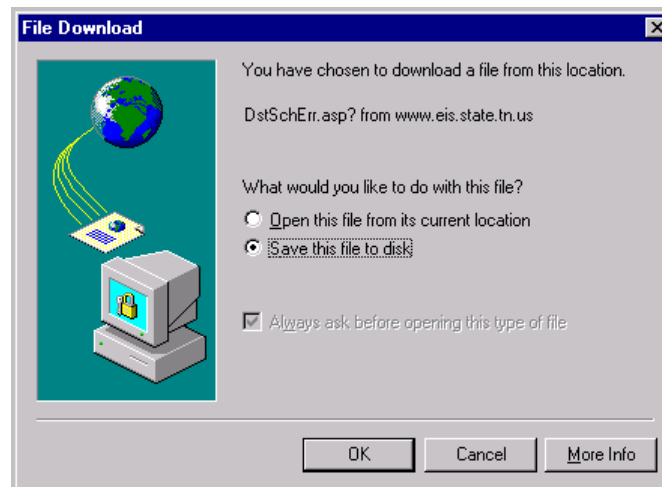 File Download
You have chosen to download a file from this location.
DstSchErr.asp? from www.eis.state.tn.us
What would you like to do with this file?
Open this file from its current location
Save this file to disk
Always ask before opening this type of file
OK
Cancel
More Info